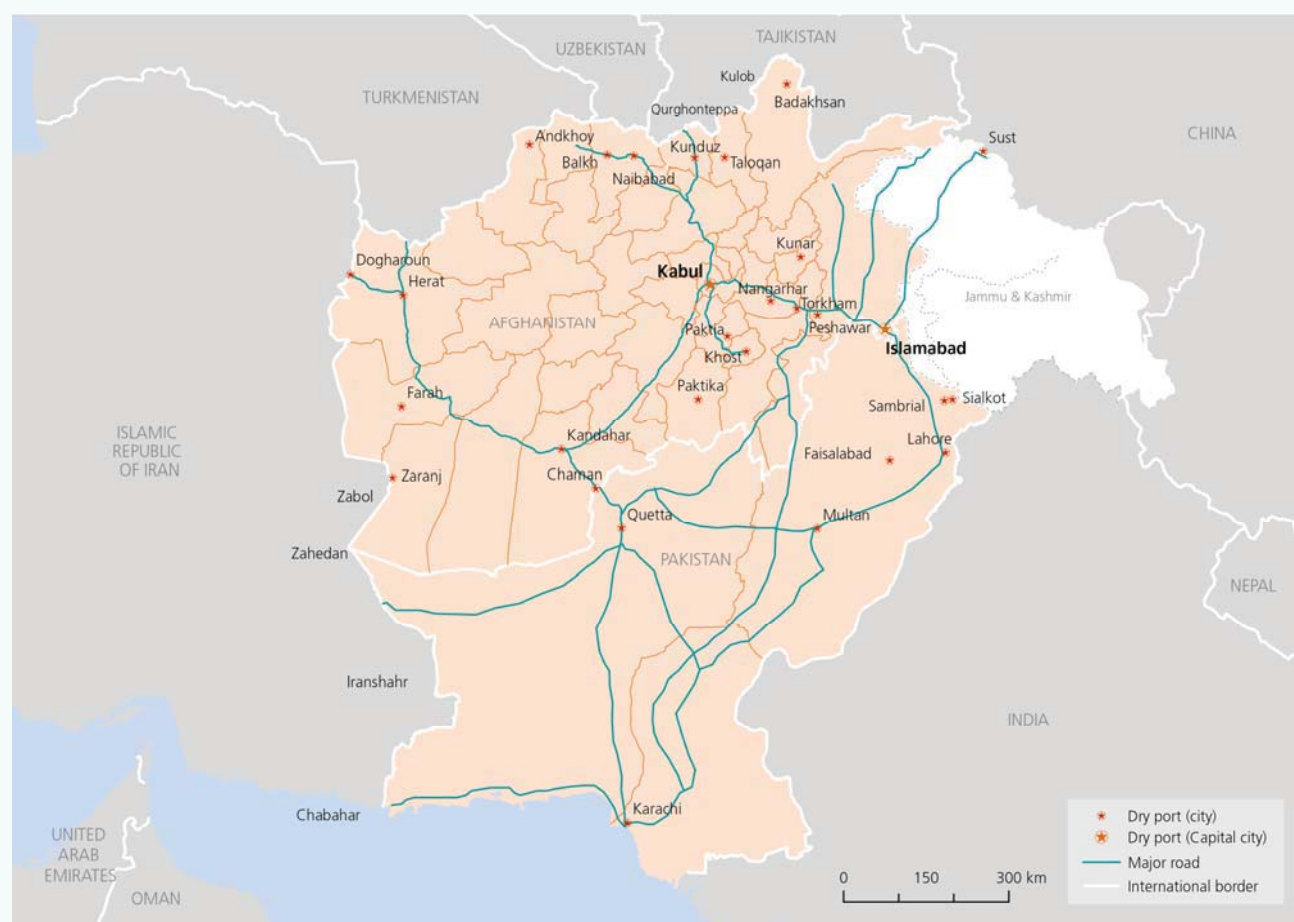 TAJIKISTAN
UZBEKISTAN
Kulob
Badakhsan
TURKMENISTAN
Qurghonteppa
CHINA
Andkhoy
Sust
Balkh
Kunduz
Taloqan
Naibabad
Kunar
Dogharoun
Kabul
Herat
Nangarhar
Torkham
Jammu & Kashmir
AFGHANISTAN
Paktia
Peshawar
Islamabad
Khost
Paktika
Farah
Sambrial
Sialkot
ISLAMIC
REPUBLIC
OF IRAN
Kandahar
Lahore
Faisalabad
Chaman
Zaranj
Zabol
Quetta
Multan
Zahedan
PAKISTAN
NEPAL
Iranshahr
INDIA
Chabahar
Karachi
UNITED
ARAB
EMIRATES
OMAN
Dry port (city)
Dry port (Capital city)
Major road
International border
0 150 300 km